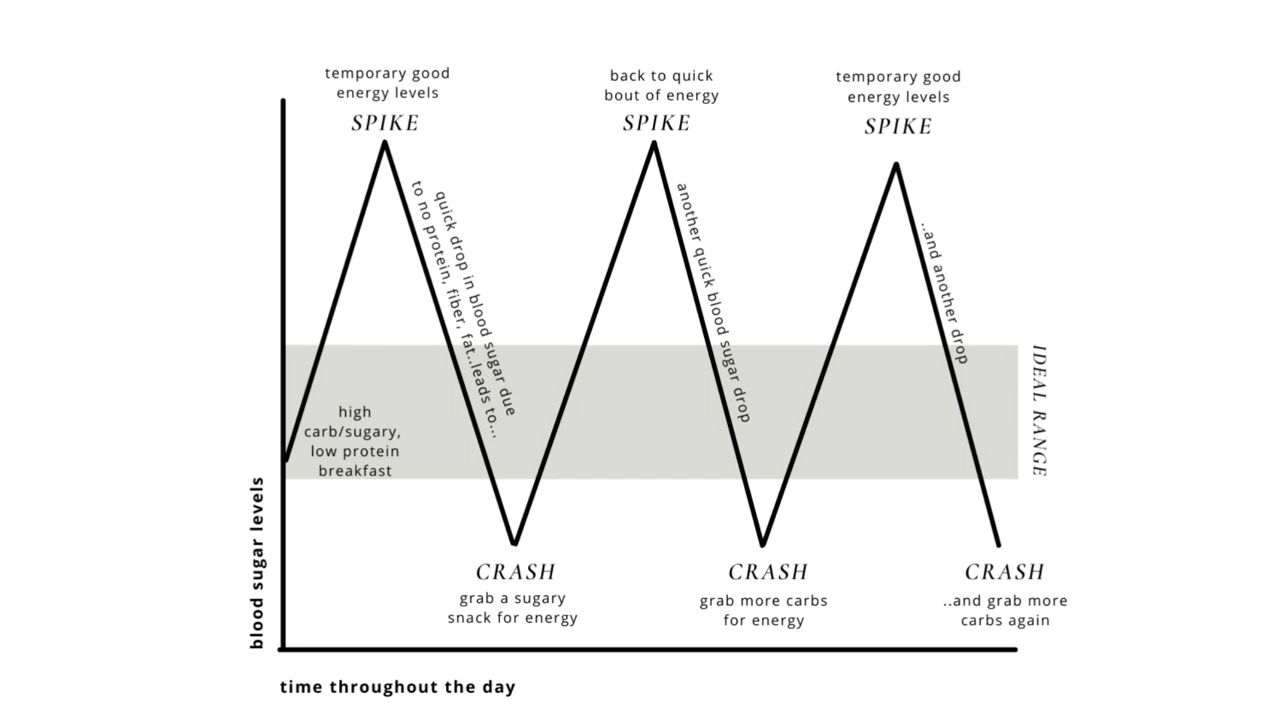 temporary good
energy levels
SPIKE
back to quick
bout of energy
SPIKE
temporary good
energy levels
SPIKE
quick drop in blood sugar due
to no protein, fiber, fat..leads to...
another quick blood sugar drop
..and another drop
IDEAL RANGE
high
carb/sugary,
low protein
breakfast
blood sugar levels
CRASH
grab a sugary
snack for energy
CRASH
grab more carbs
for energy
CRASH
..and grab more
carbs again
time throughout the day